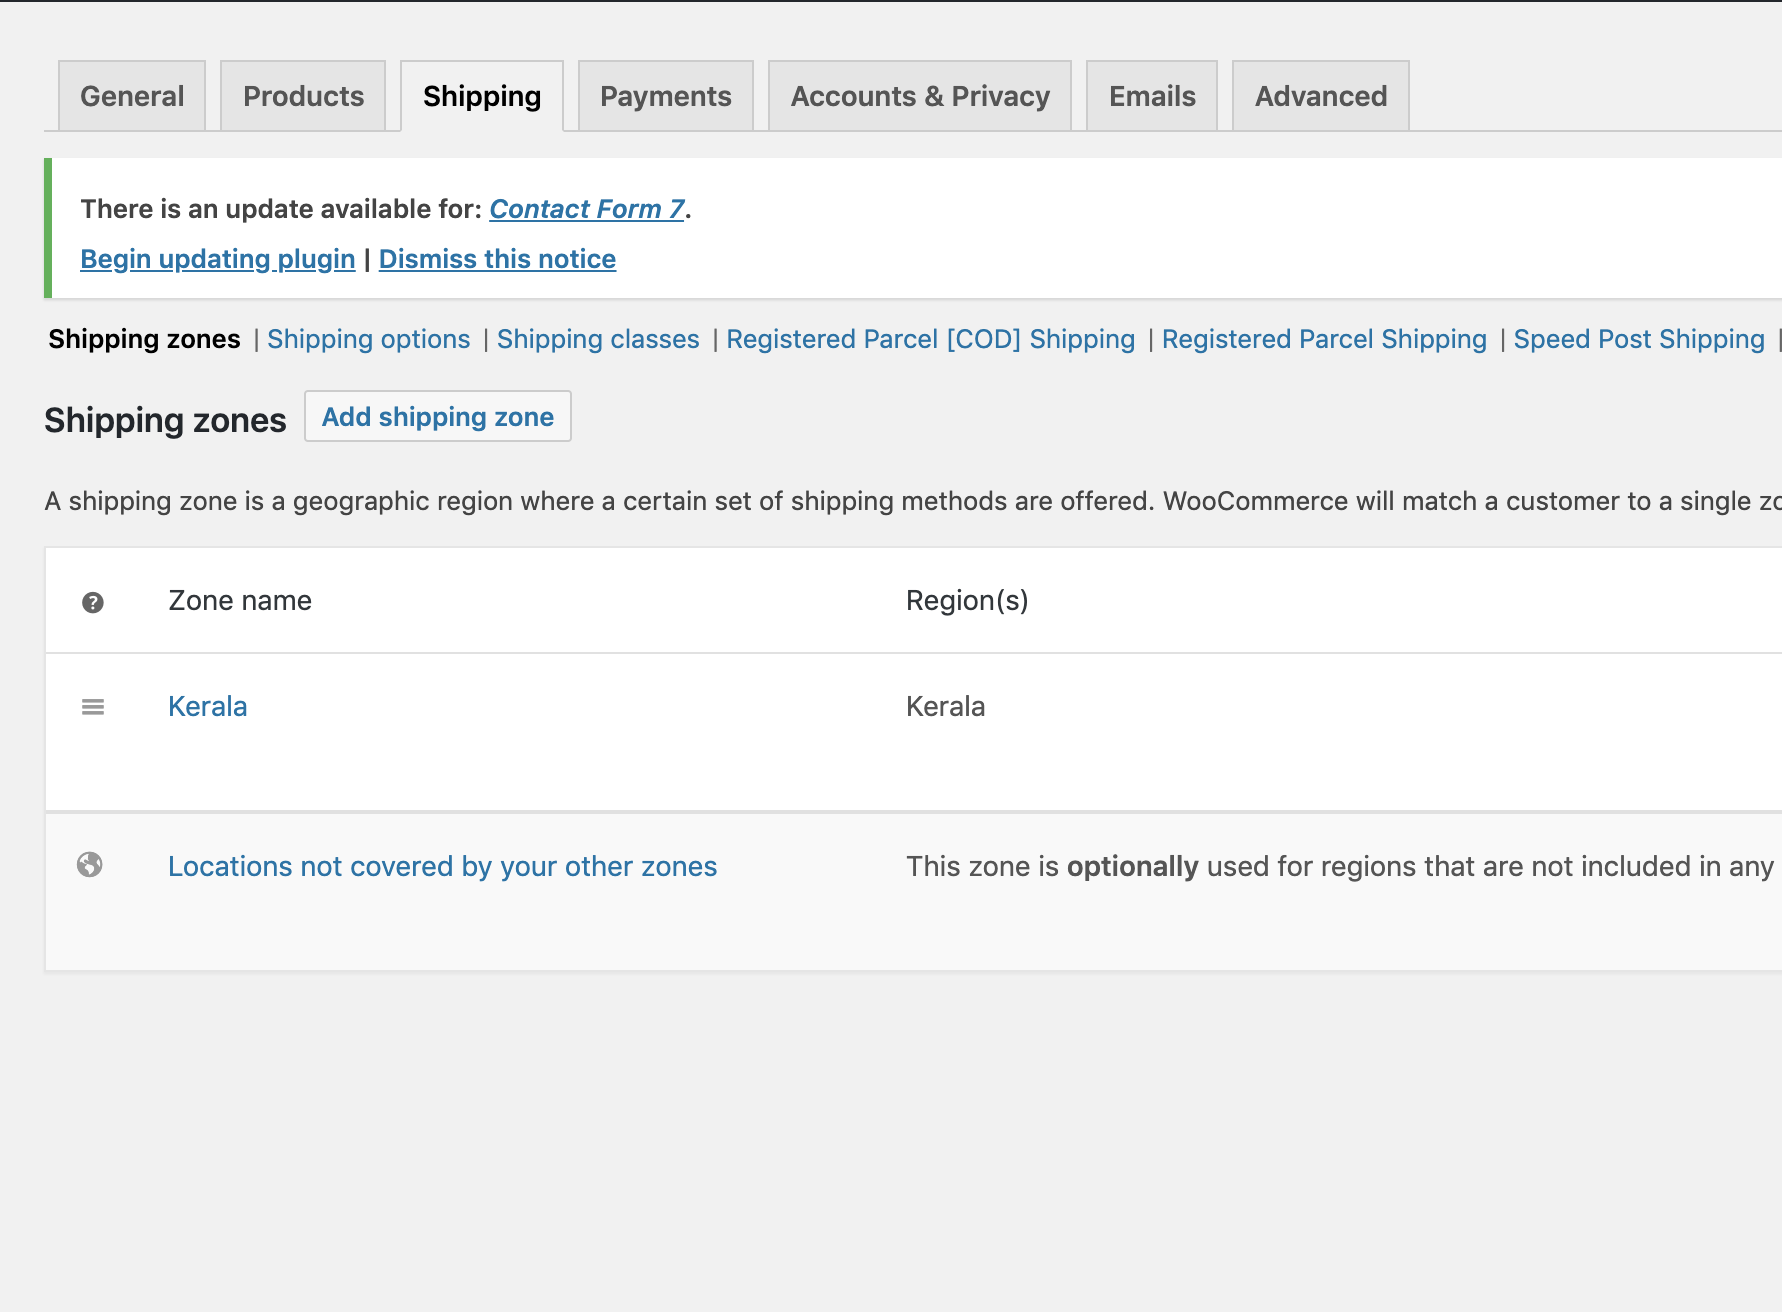 General Products Shipping Payments Accounts & Privacy Emails Advanced
There is an update available for: Contact Form 7.
Begin updating plugin | Dismiss this notice
Shipping zones | Shipping options | Shipping classes | Registered Parcel [COD] Shipping | Registered Parcel Shipping | Speed Post Shipping |
Shipping zones Add shipping zone
A shipping zone is a geographic region where a certain set of shipping methods are offered. WooCommerce will match a customer to a single
Zone name Region(s)
Kerala Kerala
Locations not covered by your other zones This zone is optionally used for regions that are not included in any